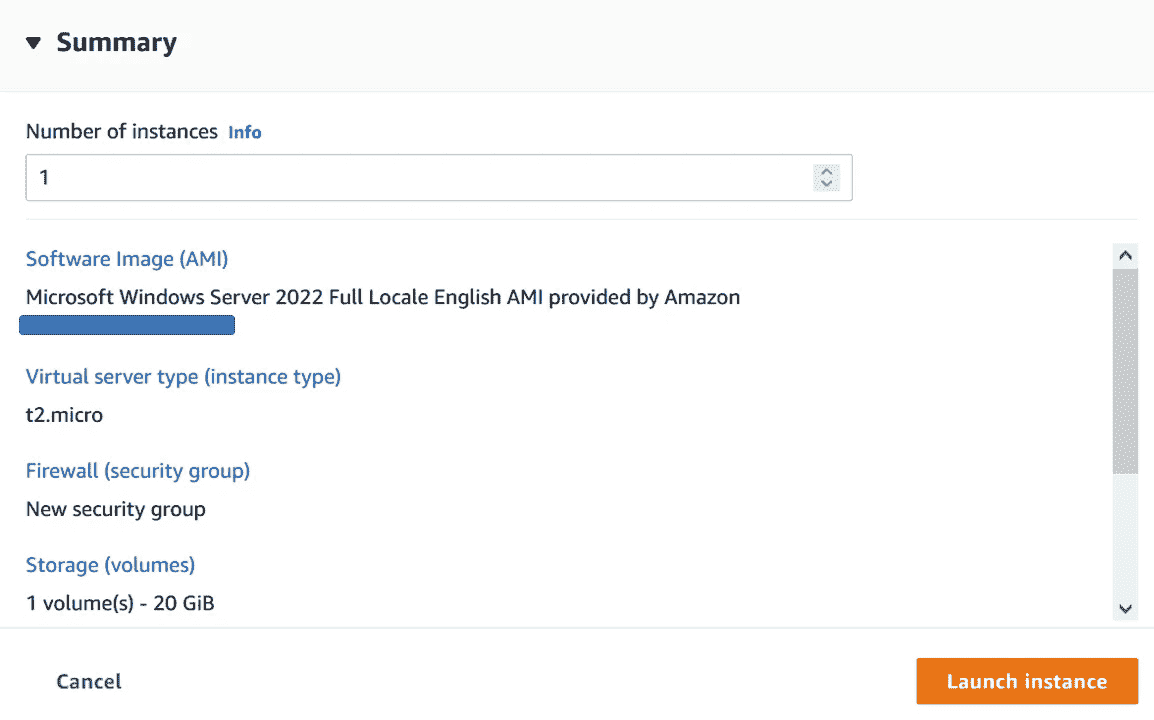 Summary
Number of instances Info
1
Software Image (AMI)
Microsoft Windows Server 2022 Full Locale English AMI provided by Amazon
Virtual server type (instance type)
t2.micro
Firewall (security group)
New security group
Storage (volumes)
1 volume(s) - 20 GiB
Cancel
Launch instance